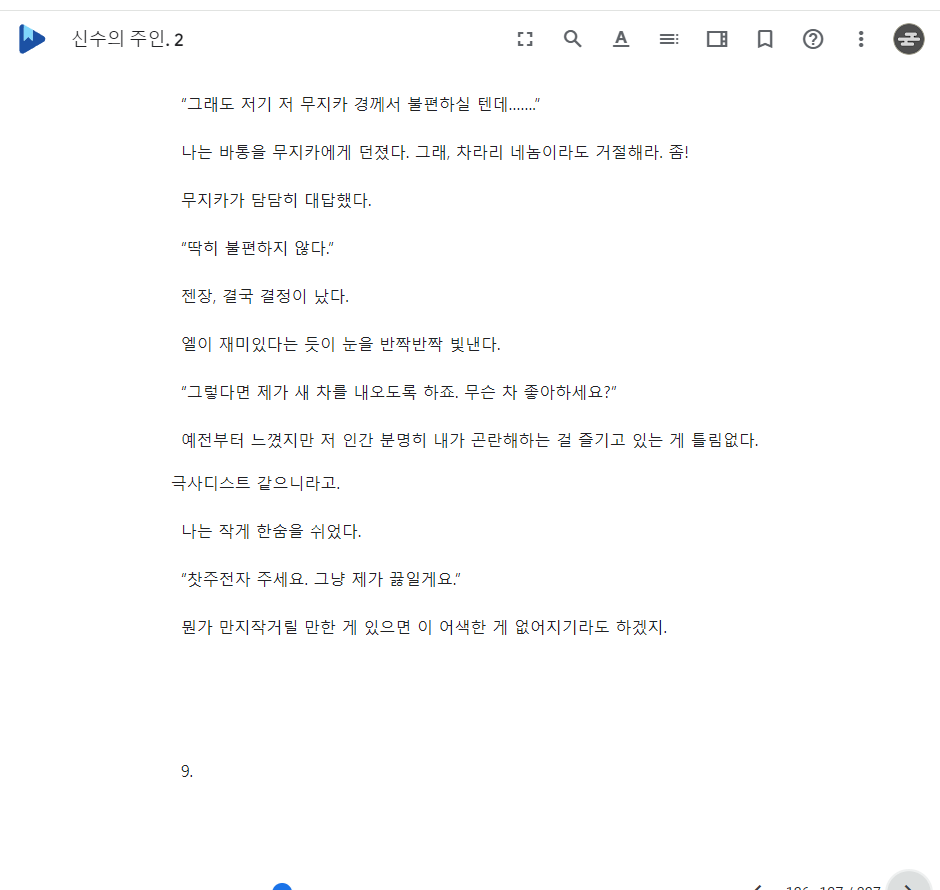 신수의 주인. 2
"그래도 저기 저 무지카 경께서 불편하실 텐데......."
나는 바통을 무지카에게 던졌다. 그래, 차라리 네놈이라도 거절해라. 좀!
무지카가 담담히 대답했다.
"딱히 불편하지 않다."
젠장, 결국 결정이 났다.
엘이 재미있다는 듯이 눈을 반짝반짝 빛낸다.
"그렇다면 제가 새 차를 내오도록 하죠. 무슨 차 좋아하세요?"
예전부터 느꼈지만 저 인간 분명히 내가 곤란해하는 걸 즐기고 있는 게 틀림없다.
극사디스트 같으니라고.
나는 작게 한숨을 쉬었다.
"찻주전자 주세요. 그냥 제가 끓일게요."
뭔가 만지작거릴 만한 게 있으면 이 어색한 게 없어지기라도 하겠지.
9.